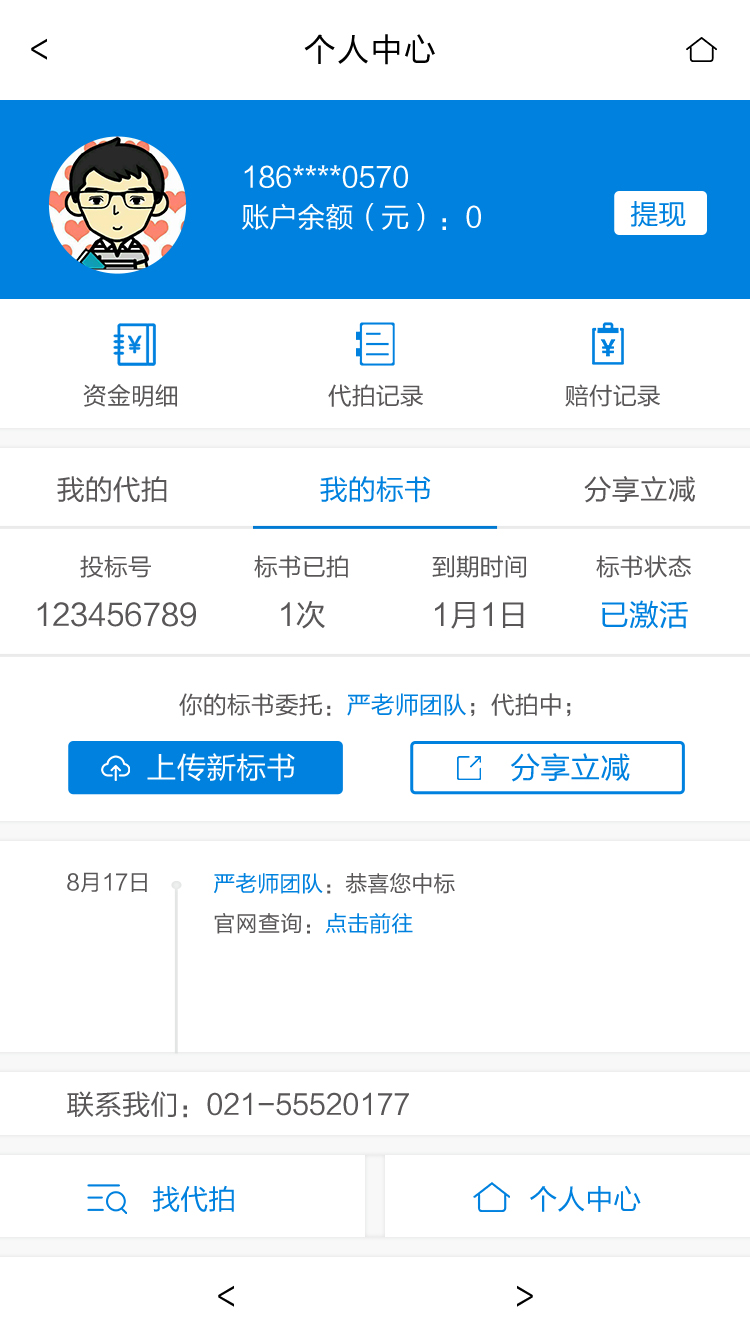 <
个人中心
186****0570
账户余额（元）：0
提现
资金明细
代拍记录
赔付记录
我的代拍
我的标书
分享立减
投标号
标书已拍
到期时间
标书状态
123456789
1次
1月1日
已激活
你的标书委托：严老师团队；代拍中；
上传新标书
分享立减
8月17日
严老师团队：恭喜您中标
官网查询：点击前往
联系我们：021-55520177
找代拍
个人中心
<
>